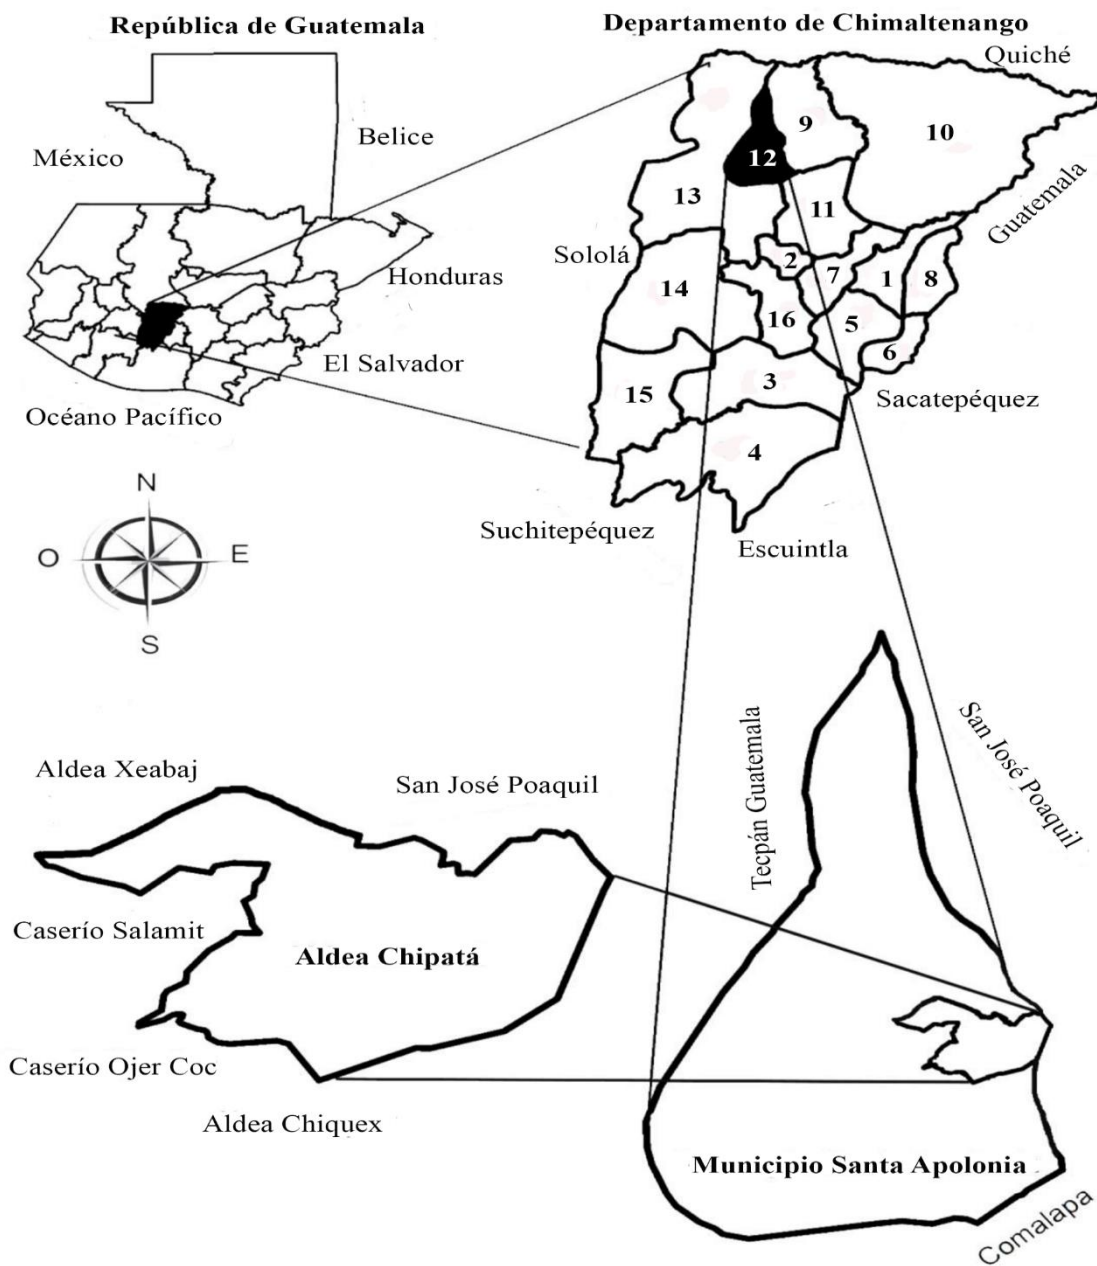 República de Guatemala
Departamento de Chimaltenango
Quiché
Belice
México
9
10
12
Guatemala
13
11
Sololá
Honduras
2
7
1
8
14
16
5
El Salvador
6
15
3
Sacatepéquez
Océano Pacífico
4
Suchitepéquez
Escuintla
N
O
E
S
Tecpán Guatemala
San José Poaquil
Aldea Xeabaj
San José Poaquil
Caserío Salamit
Aldea Chipatá
Caserío Ojer Coc
Aldea Chiquex
Municipio Santa Apolonia
Comalapa